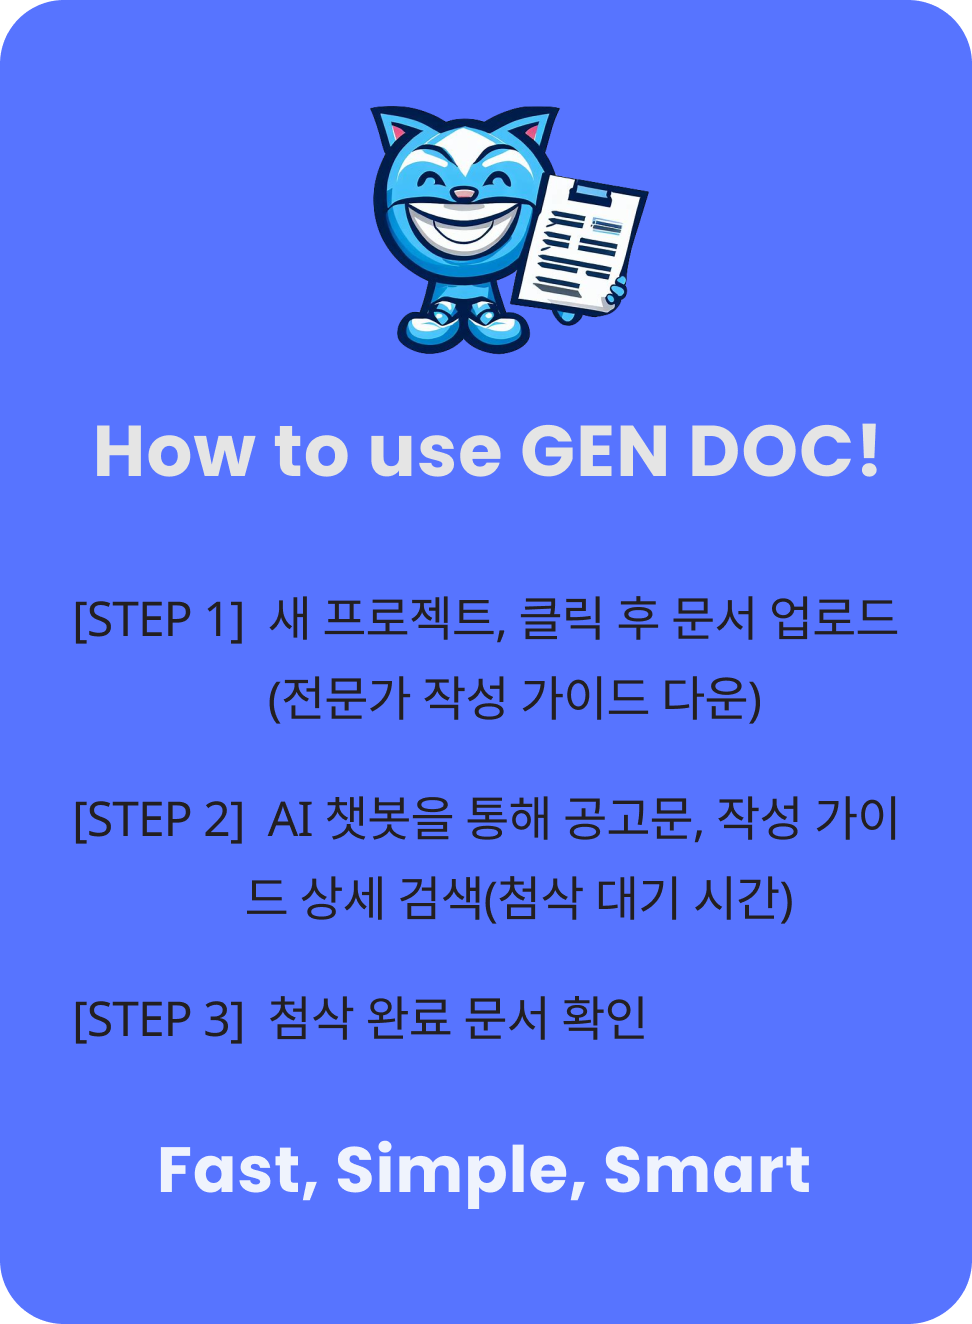 How to use GEN DOC!
[STEP 1] 새 프로젝트, 클릭 후 문서 업로드
(전문가 작성 가이드 다운)
[STEP 2] AI 챗봇을 통해 공고문, 작성 가이
드 상세 검색(첨삭 대기 시간)
[STEP 3] 첨삭 완료 문서 확인
Fast, Simple, Smart